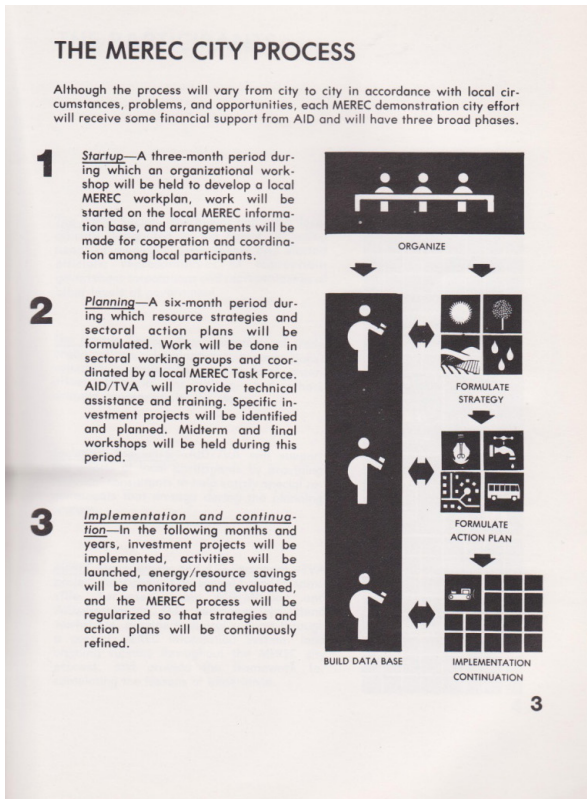 THE MEREC CITY PROCESS
Although the process will vary from city to city in accordance with local cir-
cumstances, problems, and opportunities, each MEREC demonstration city effort
will receive some financial support from AID and will have three broad phases.
1
Startup—A three-month period dur-
ing which an organizational work-
shop will be held to develop a local
MEREC workplan, work will be
started on the local MEREC informa-
tion base, and arrangements will be
made for cooperation and coordina-
tion among local participants.
ORGANIZE
2
Planning—A six-month period dur-
ing which resource strategies and
sectoral action plans will be
formulated. Work will be done in
sectoral working groups and coor-
dinated by a local MEREC Task Force.
AID/TVA will provide technical
assistance and training. Specific in-
vestment projects will be identified
and planned. Midterm and final
workshops will be held during this
period.
FORMULATE
STRATEGY
3
Implementation and continua-
tion—In the following months and
years, investment projects will be
implemented, activities will be
launched, energy/resource savings
will be monitored and evaluated,
and the MEREC process will be
regularized so that strategies and
action plans will be continuously
refined.
FORMULATE
ACTION PLAN
BUILD DATA BASE
IMPLEMENTATION
CONTINUATION
3